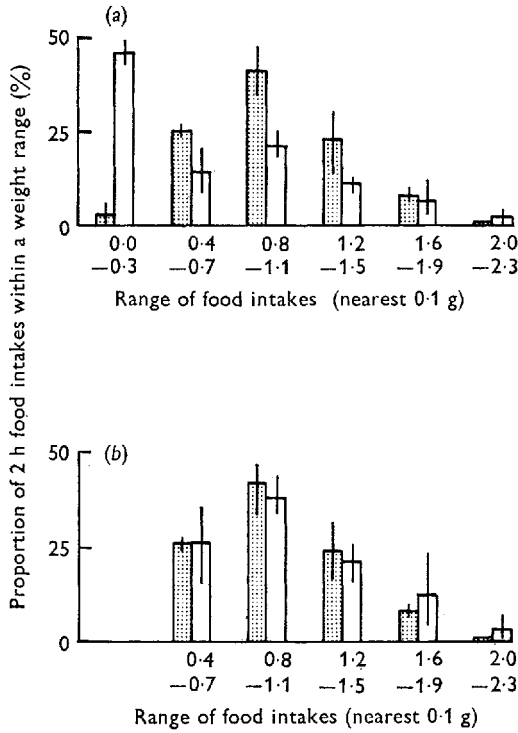 (a)
50
25
0
0·0 0·4 0·8 1·2 1·6 2·0
—0·3 —0·7 —1·1 —1·5 —1·9 —2·3
Range of food intakes (nearest 0·1 g)
Proportion of 2 h food intakes within a weight range (%)
(b)
50
25
0
0·4 0·8 1·2 1·6 2·0
—0·7 —1·1 —1·5 —1·9 —2·3
Range of food intakes (nearest 0·1 g)